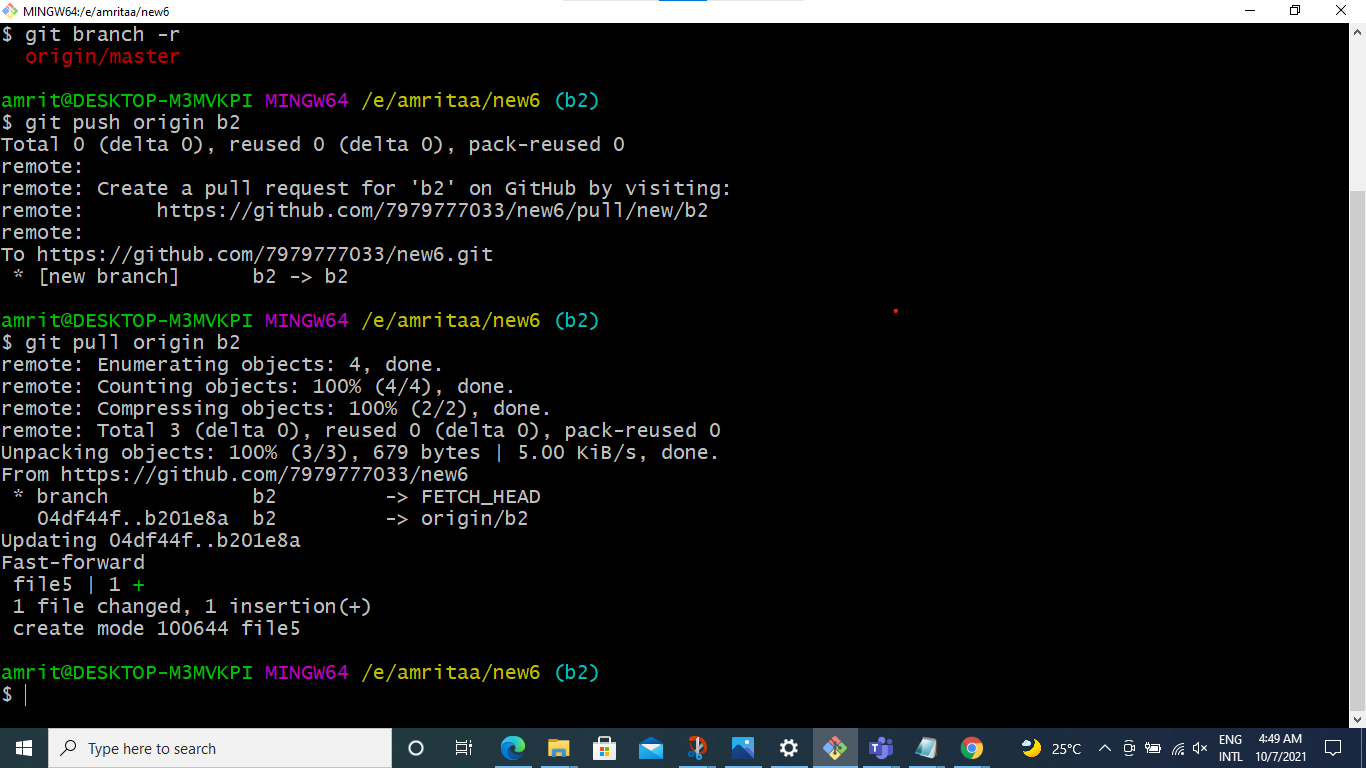 MINGW64:/e/amritaa/new6
$ git branch -r
  origin/master
amrit@DESKTOP-M3MVKPI MINGW64 /e/amritaa/new6 (b2)
$ git push origin b2
Total 0 (delta 0), reused 0 (delta 0), pack-reused 0
remote:
remote: Create a pull request for 'b2' on GitHub by visiting:
remote:      https://github.com/7979777033/new6/pull/new/b2
remote:
To https://github.com/7979777033/new6.git
 * [new branch]      b2 -> b2
amrit@DESKTOP-M3MVKPI MINGW64 /e/amritaa/new6 (b2)
$ git pull origin b2
remote: Enumerating objects: 4, done.
remote: Counting objects: 100% (4/4), done.
remote: Compressing objects: 100% (2/2), done.
remote: Total 3 (delta 0), reused 0 (delta 0), pack-reused 0
Unpacking objects: 100% (3/3), 679 bytes | 5.00 KiB/s, done.
From https://github.com/7979777033/new6
 * branch            b2         -> FETCH_HEAD
   04df44f..b201e8a  b2         -> origin/b2
Updating 04df44f..b201e8a
Fast-forward
 file5 | 1 +
 1 file changed, 1 insertion(+)
 create mode 100644 file5
amrit@DESKTOP-M3MVKPI MINGW64 /e/amritaa/new6 (b2)
$
Type here to search
25°C
ENG
INTL
4:49 AM
10/7/2021